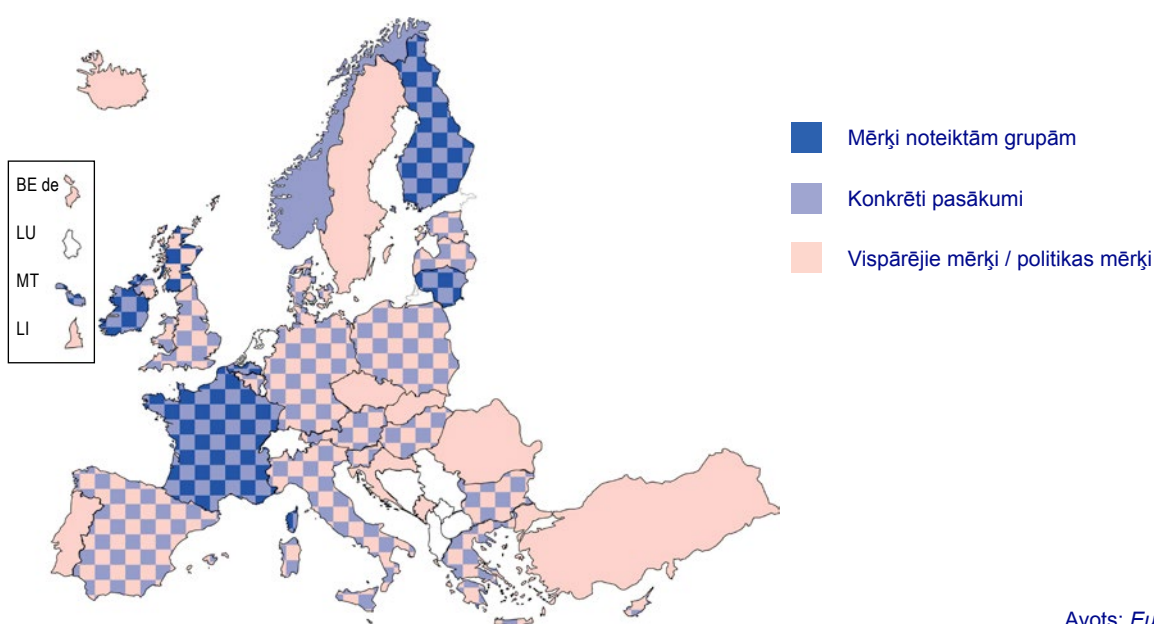 BE de
LU
MT
LI
Mērķi noteiktām grupām
Konkrēti pasākumi
Vispārējie mērķi / politikas mērķi
Avots: